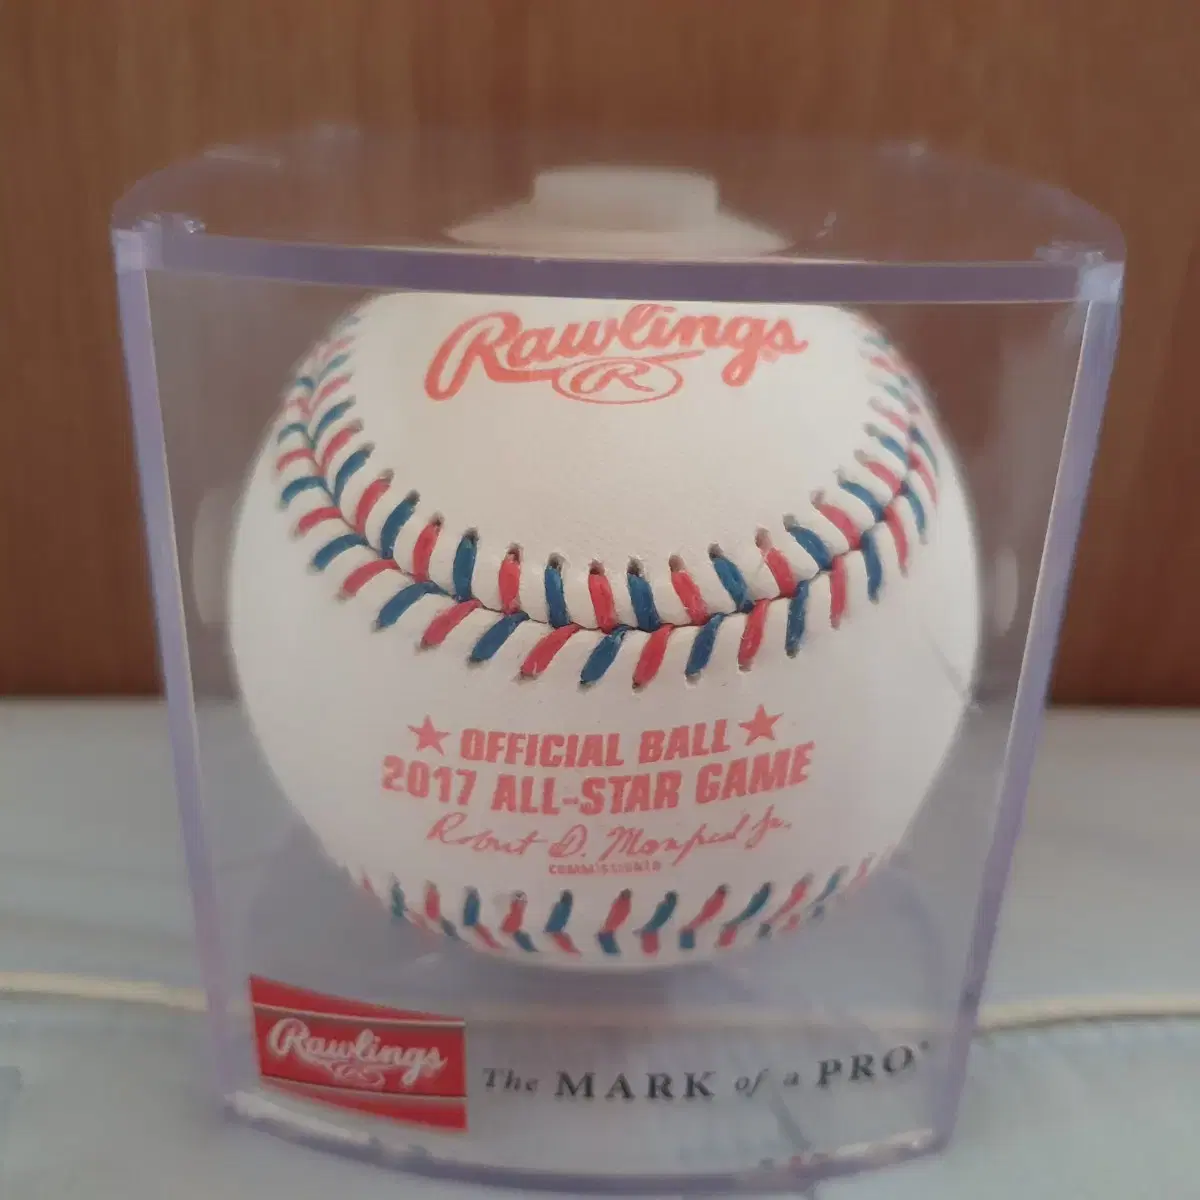 Rawlings
R
★ OFFICIAL BALL ★
2017 ALL-STAR GAME
Robert D. Manfred Jr.
COMMISSIONER
Rawlings
R
The MARK of a PRO®